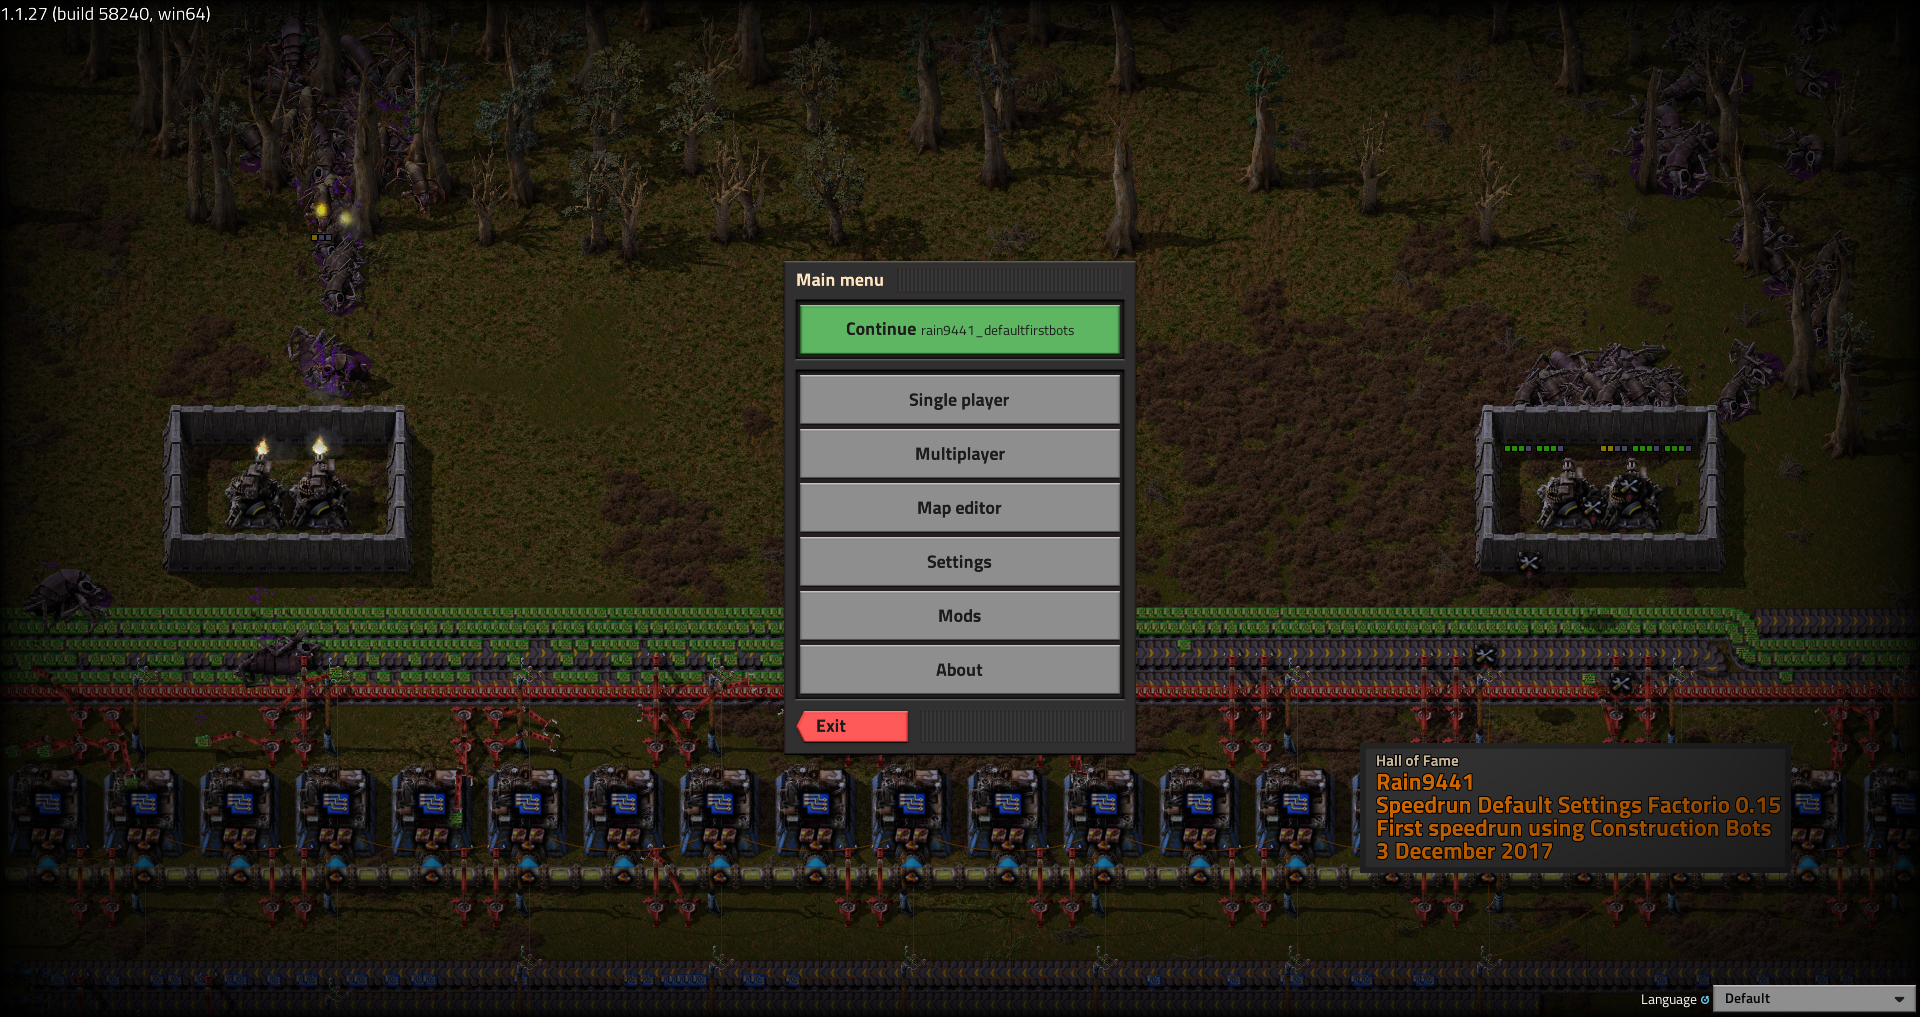 1.1.27 (build 58240, win64)
Main menu
Continue rain9441_defaultfirstbots
Single player
Multiplayer
Map editor
Settings
Mods
About
Exit
Hall of Fame
Rain9441
Speedrun Default Settings Factorio 0.15
First speedrun using Construction Bots
3 December 2017
Language
Default